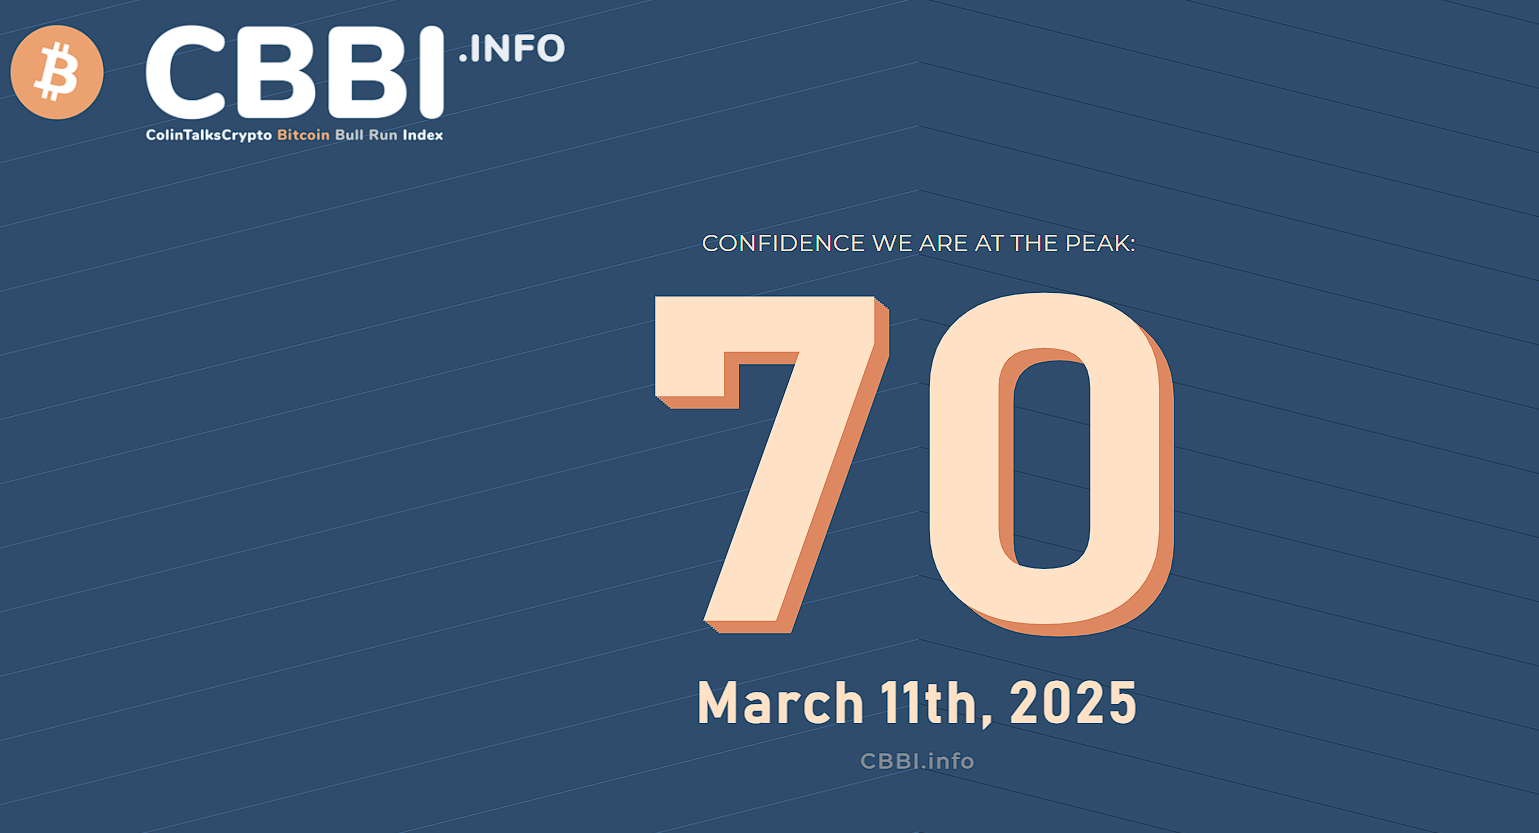 CBBI.INFO
ColinTalksCrypto Bitcoin Bull Run Index
CONFIDENCE WE ARE AT THE PEAK:
70
March 11th, 2025
CBBI.info